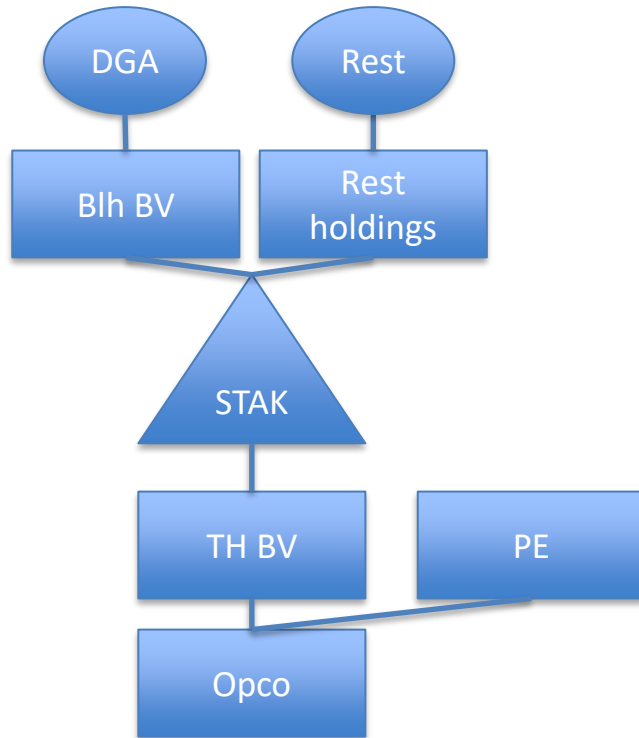 DGA
Rest
Blh BV
Rest
holdings
STAK
TH BV
PE
Opco